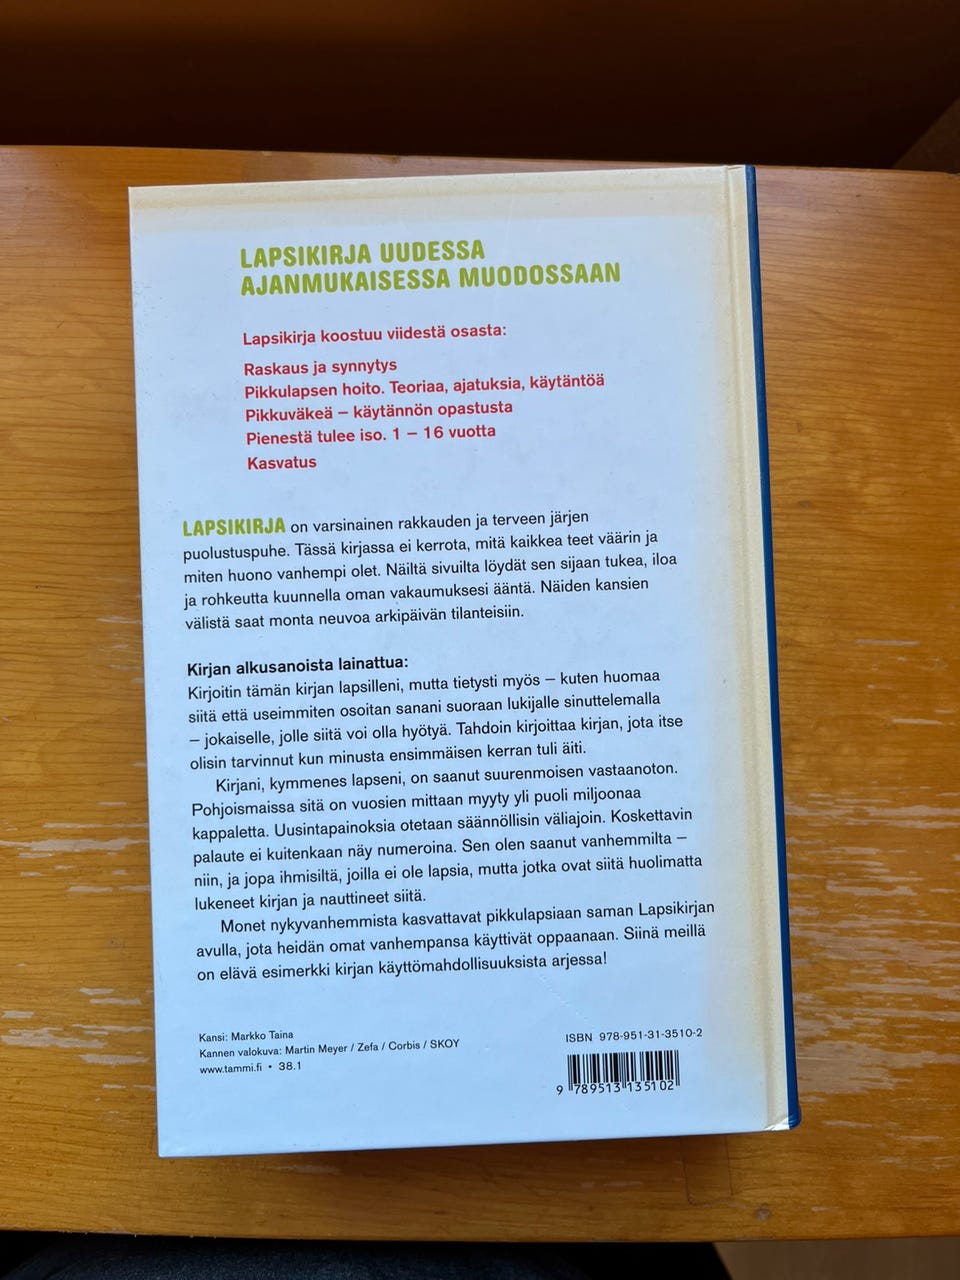 LAPSIKIRJA UUDESSA
AJANMUKAISESSA MUODOSSAAN
Lapsikirja koostuu viidestä osasta:
Raskaus ja synnytys
Pikkulapsen hoito. Teoriaa, ajatuksia, käytäntöä
Pikkuväkeä – käytännön opastusta
Pienestä tulee iso. 1 – 16 vuotta
Kasvatus
LAPSIKIRJA on varsinainen rakkauden ja terveen järjen
puolustuspuhe. Tässä kirjassa ei kerrota, mitä kaikkea teet väärin ja
miten huono vanhempi olet. Näiltä sivuilta löydät sen sijaan tukea, iloa
ja rohkeutta kuunnella oman vakaumuksesi ääntä. Näiden kansien
välistä saat monta neuvoa arkipäivän tilanteisiin.
Kirjan alkusanoista lainattua:
Kirjoitin tämän kirjan lapsilleni, mutta tietysti myös – kuten huomaa
siitä että useimmiten osoitan sanani suoraan lukijalle sinuttelemalla
– jokaiselle, jolle siitä voi olla hyötyä. Tahdoin kirjoittaa kirjan, jota itse
olisin tarvinnut kun minusta ensimmäisen kerran tuli äiti.
Kirjani, kymmenes lapseni, on saanut suurenmoisen vastaanoton.
Pohjoismaissa sitä on vuosien mittaan myyty yli puoli miljoonaa
kappaletta. Uusintapainoksia otetaan säännöllisin väliajoin. Koskettavin
palaute ei kuitenkaan näy numeroina. Sen olen saanut vanhemmilta –
niin, ja jopa ihmisiltä, joilla ei ole lapsia, mutta jotka ovat siitä huolimatta
lukeneet kirjan ja nauttineet siitä.
Monet nykyvanhemmista kasvattavat pikkulapsiaan saman Lapsikirjan
avulla, jota heidän omat vanhempansa käyttivät oppaanaan. Siinä meillä
on elävä esimerkki kirjan käyttömahdollisuuksista arjessa!
Kansi: Markko Taina
Kannen valokuva: Martin Meyer / Zefa / Corbis / SKOY
www.tammi.fi • 38.1
ISBN 978-951-31-3510-2
9 789513 135102